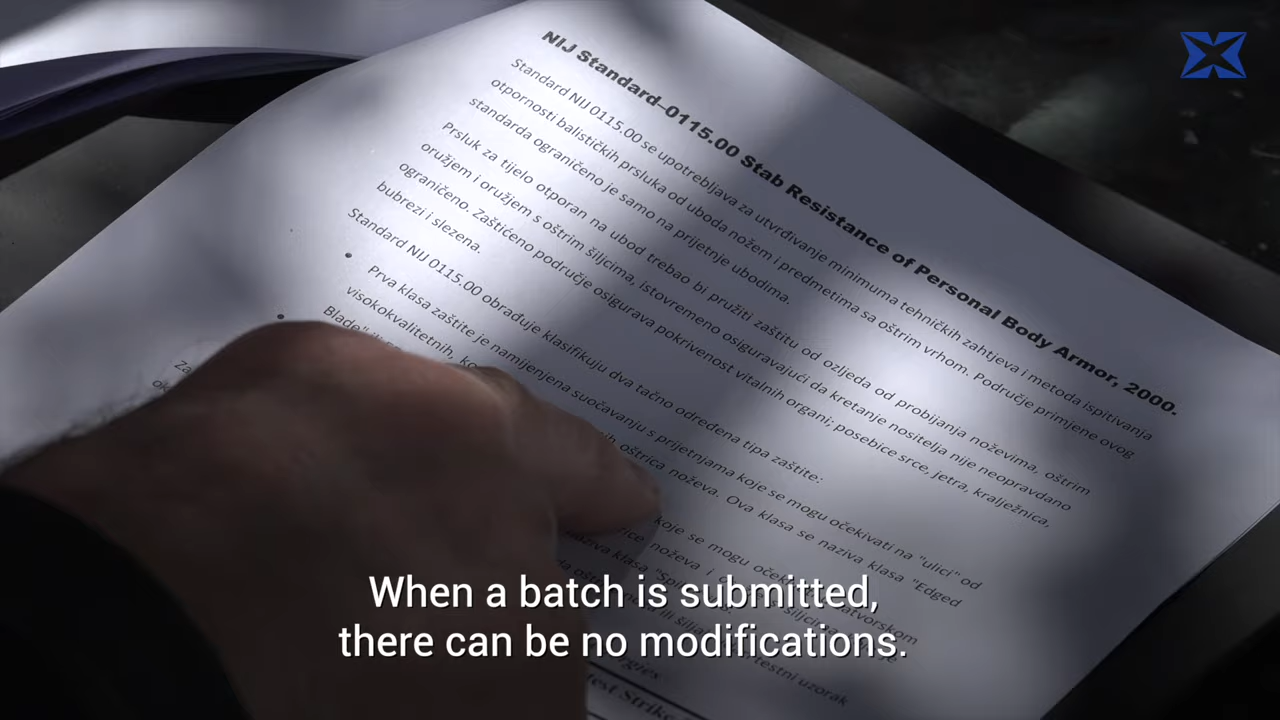 NIJ Standard–0115.00 Stab Resistance of Personal Body Armor, 2000.
Standard NIJ 0115.00 se upotrebljava za utvrđivanje minimuma tehničkih zahtjeva i metoda ispitivanja
otpornosti balističkih prsluka od uboda nožem i predmetima sa oštrim vrhom. Područje primjene ovog
standarda ograničeno je samo na prijetnje ubodima.
Prsluk za tijelo otporan na ubod trebao bi pružiti zaštitu od ozljeda od probijanja noževima, oštrim
oružjem i oružjem s oštrim šiljcima, istovremeno osiguravajući da kretanje nositelja nije neopravdano
ograničeno. Zaštićeno područje osigurava pokrivenost vitalnih organi; posebice srce, jetra, kralježnica,
bubrezi i slezena.
Standard NIJ 0115.00 obrađuje klasifikuju dva tačno određena tipa zaštite:
• Prva klasa zaštite je namijenjena suočavanju s prijetnjama koje se mogu očekivati na "ulici" od
visokokvalitetnih, oštrica noževa. Ova klasa se naziva klasa "Edged
Blade"
koje se mogu zatvorskom
noževa i
naziva klasa
testni uzorak
When a batch is submitted,
there can be no modifications.